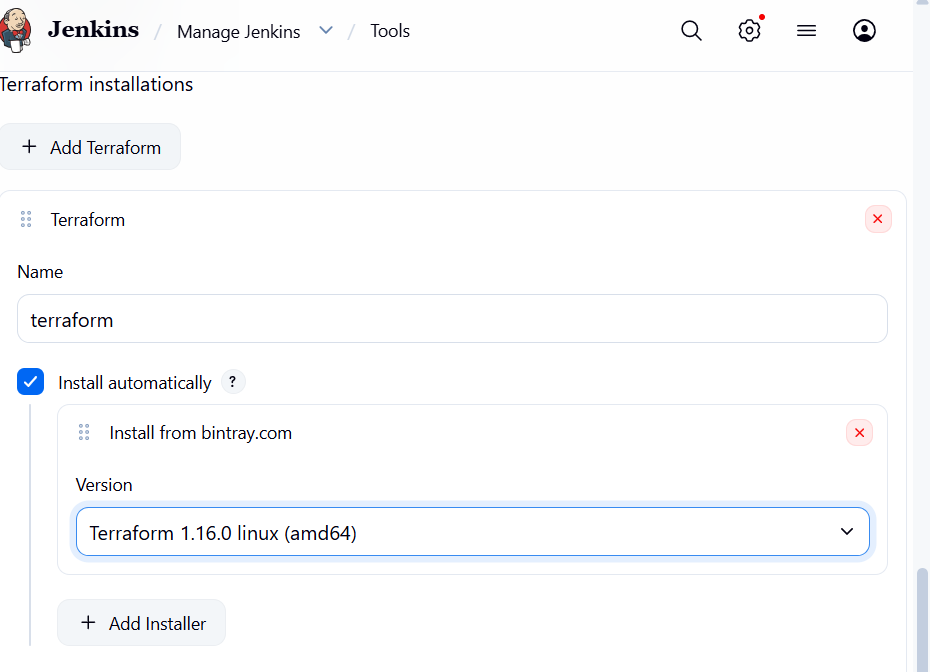 Jenkins / Manage Jenkins / Tools
Terraform installations
+ Add Terraform
Terraform
Name
terraform
Install automatically ?
Install from bintray.com
Version
Terraform 1.16.0 linux (amd64)
+ Add Installer